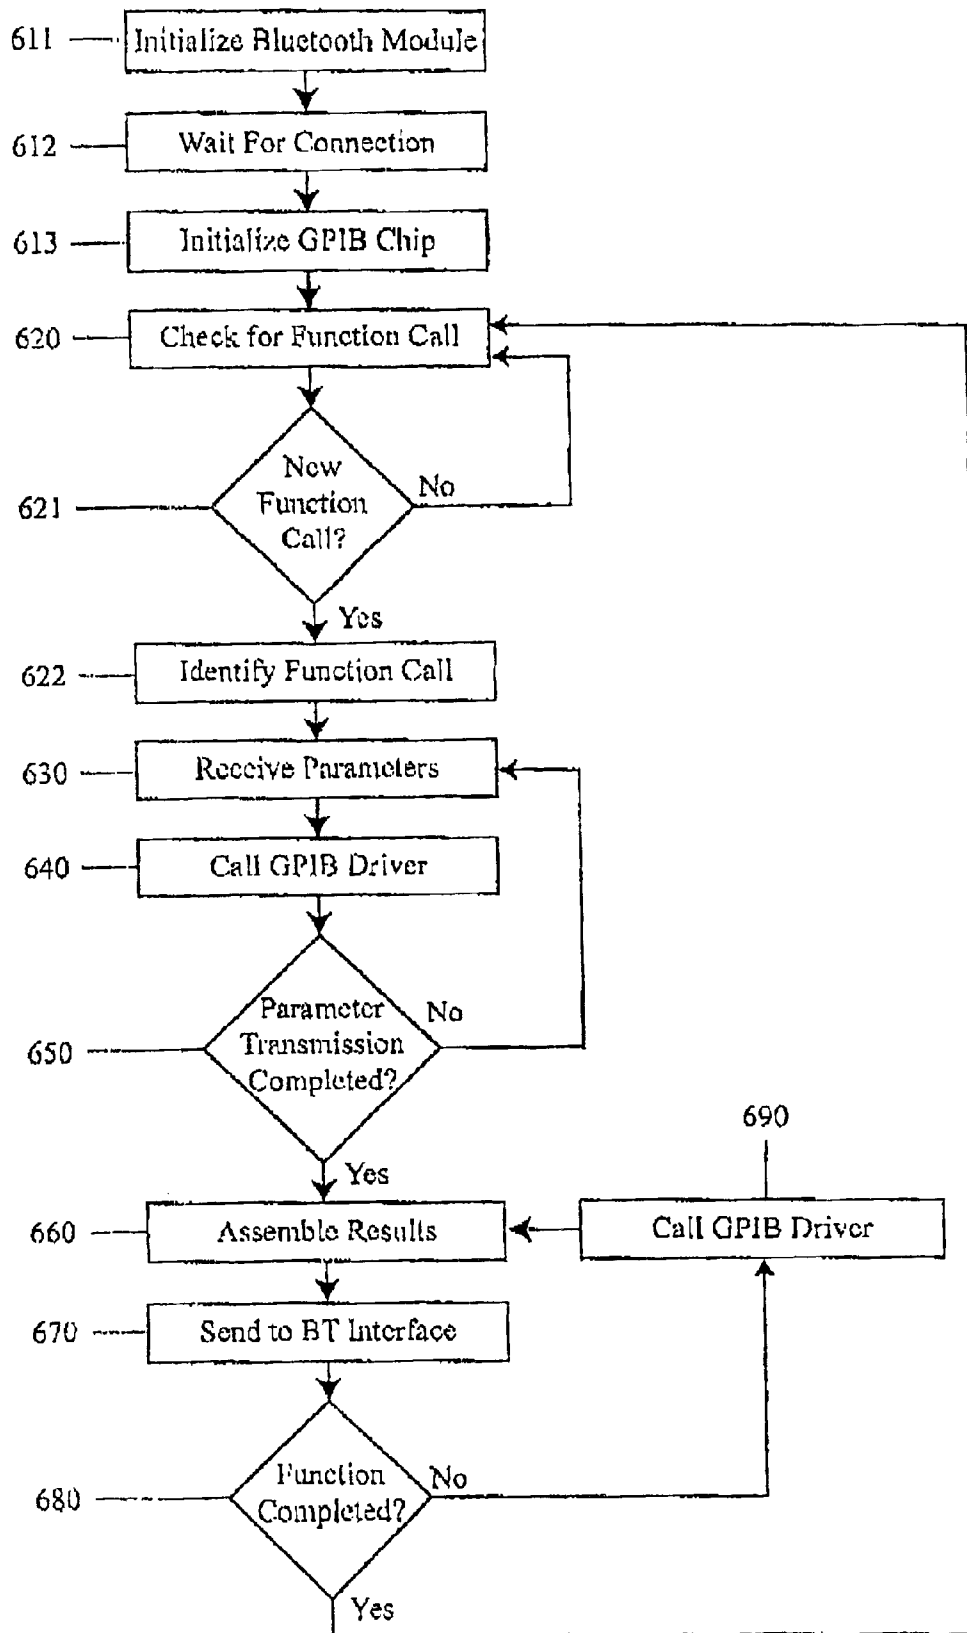 611
Initialize Bluetooth Module
612
Wait For Connection
613
Initialize GPIB Chip
620
Check for Function Call
621
New
Function
Call?
No
Yes
622
Identify Function Call
630
Receive Parameters
640
Call GPIB Driver
650
Parameter
Transmission
Completed?
No
Yes
690
660
Assemble Results
Call GPIB Driver
670
Send to BT Interface
680
Function
Completed?
No
Yes